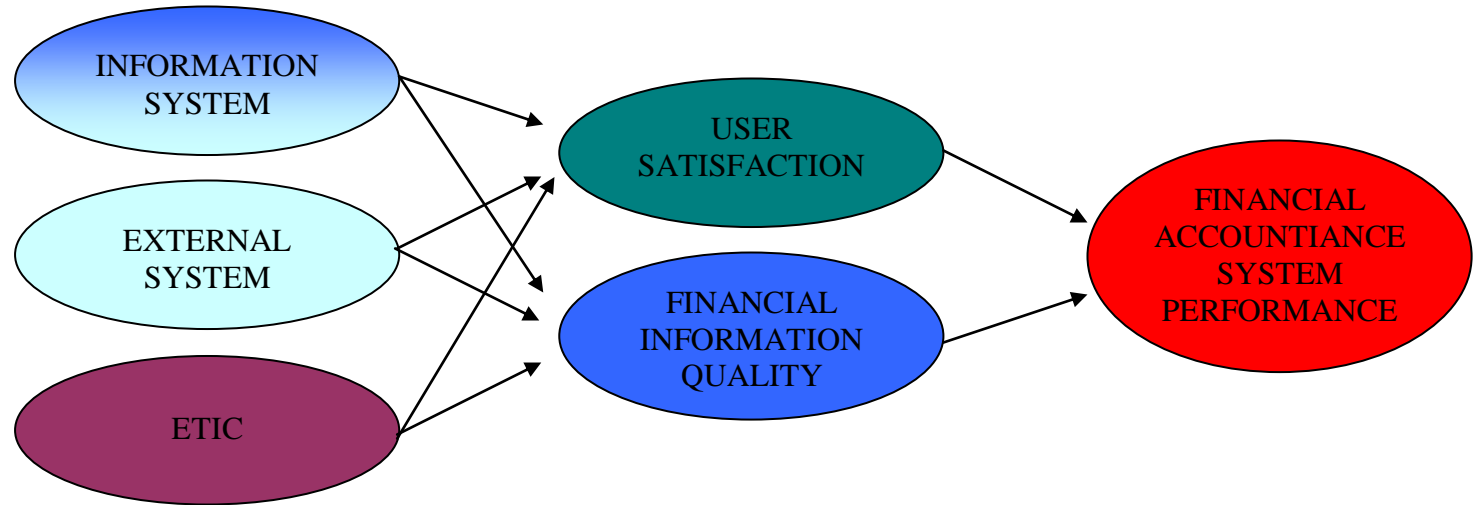 INFORMATION
SYSTEM
EXTERNAL
SYSTEM
ETIC
USER
SATISFACTION
FINANCIAL
INFORMATION
QUALITY
FINANCIAL
ACCOUNTIANCE
SYSTEM
PERFORMANCE